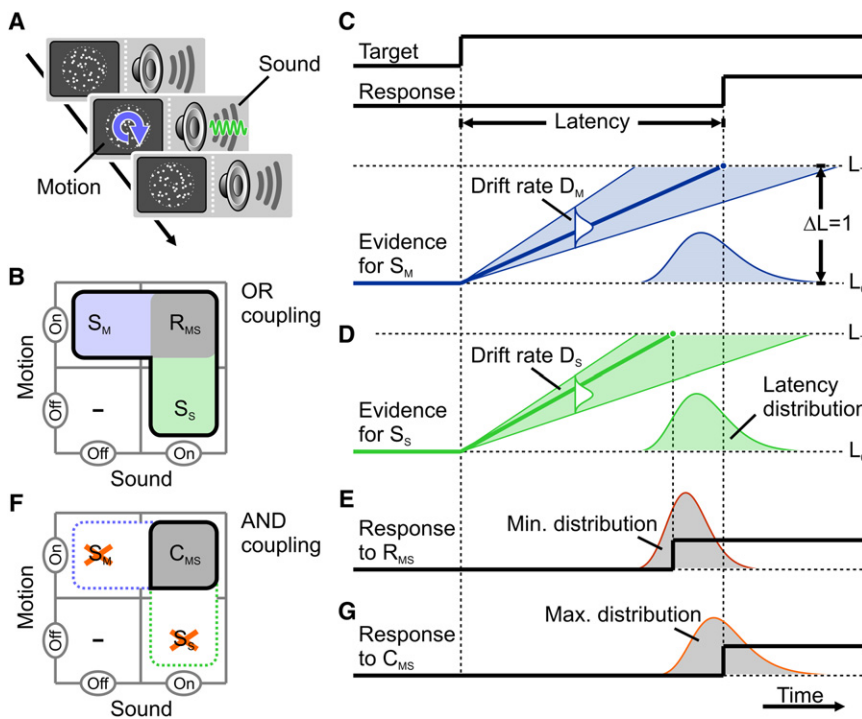 A
Sound
Motion
B
OR
coupling
On
S_M
R_MS
Motion
Off
–
S_S
Off
On
Sound
F
AND
coupling
On
S_M
C_MS
Motion
Off
–
S_S
Off
On
Sound
C
Target
Response
Latency
Drift rate D_M
Evidence
for S_M
ΔL=1
D
Drift rate D_S
Evidence
for S_S
Latency
distribution
E
Response
to R_MS
Min. distribution
G
Response
to C_MS
Max. distribution
Time